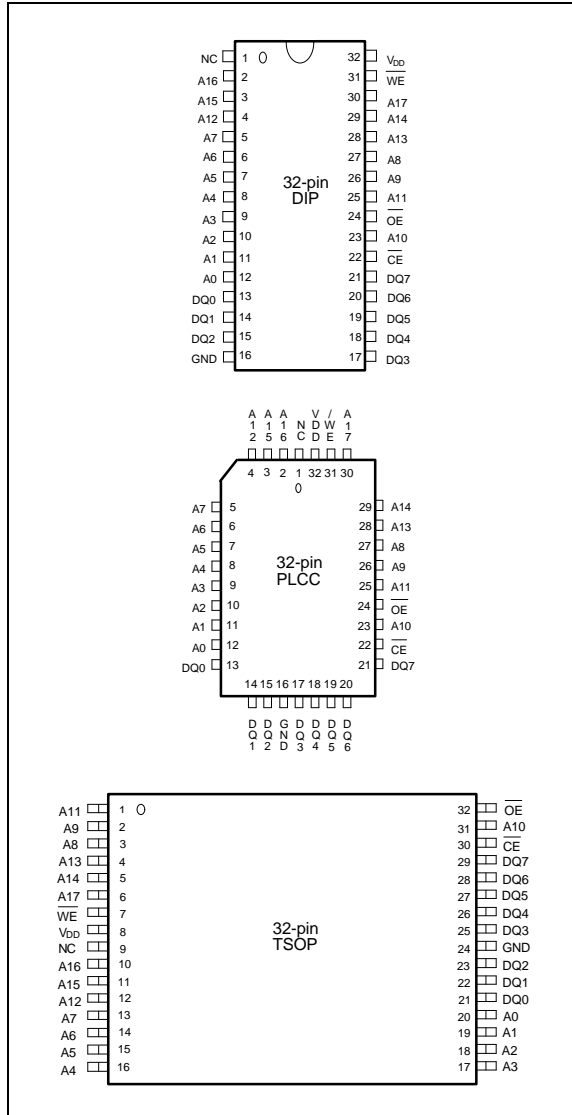 NC 1 32 VDD
A16 2 31 WE
A15 3 30 A17
A12 4 29 A14
A7 5 28 A13
A6 6 27 A8
A5 7 26 A9
A4 8 25 A11
A3 9 24 OE
A2 10 23 A10
A1 11 22 CE
A0 12 21 DQ7
DQ0 13 20 DQ6
DQ1 14 19 DQ5
DQ2 15 18 DQ4
GND 16 17 DQ3
32-pin
DIP
A12 A15 A16 NC VDD /WE A17
4 3 2 1 32 31 30
A7 5 29 A14
A6 6 28 A13
A5 7 27 A8
A4 8 26 A9
A3 9 25 A11
A2 10 24 OE
A1 11 23 A10
A0 12 22 CE
DQ0 13 21 DQ7
32-pin
PLCC
14 15 16 17 18 19 20
DQ1 DQ2 GND DQ3 DQ4 DQ5 DQ6
A11 1 32 OE
A9 2 31 A10
A8 3 30 CE
A13 4 29 DQ7
A14 5 28 DQ6
A17 6 27 DQ5
WE 7 26 DQ4
VDD 8 25 DQ3
NC 9 24 GND
A16 10 23 DQ2
A15 11 22 DQ1
A12 12 21 DQ0
A7 13 20 A0
A6 14 19 A1
A5 15 18 A2
A4 16 17 A3
32-pin
TSOP